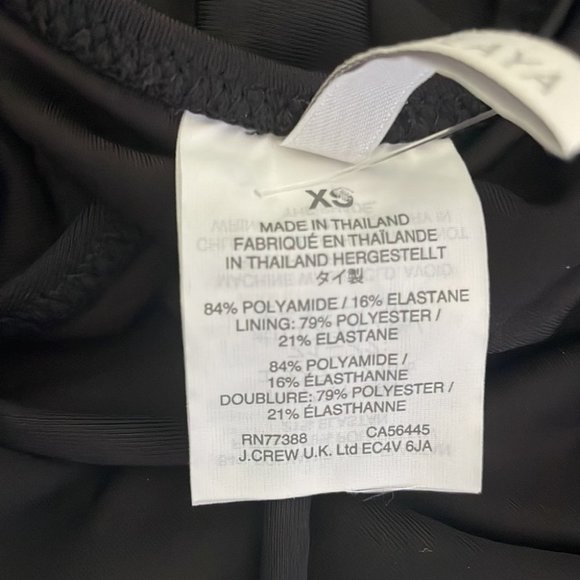 AYA
XS
MADE IN THAILAND
FABRIQUÉ EN THAÏLANDE
IN THAILAND HERGESTELLT
タイ製
84% POLYAMIDE / 16% ELASTANE
LINING: 79% POLYESTER /
21% ELASTANE
84% POLYAMIDE /
16% ÉLASTHANNE
DOUBLURE: 79% POLYESTER /
21% ÉLASTHANNE
RN77388 CA56445
J.CREW U.K. Ltd EC4V 6JA